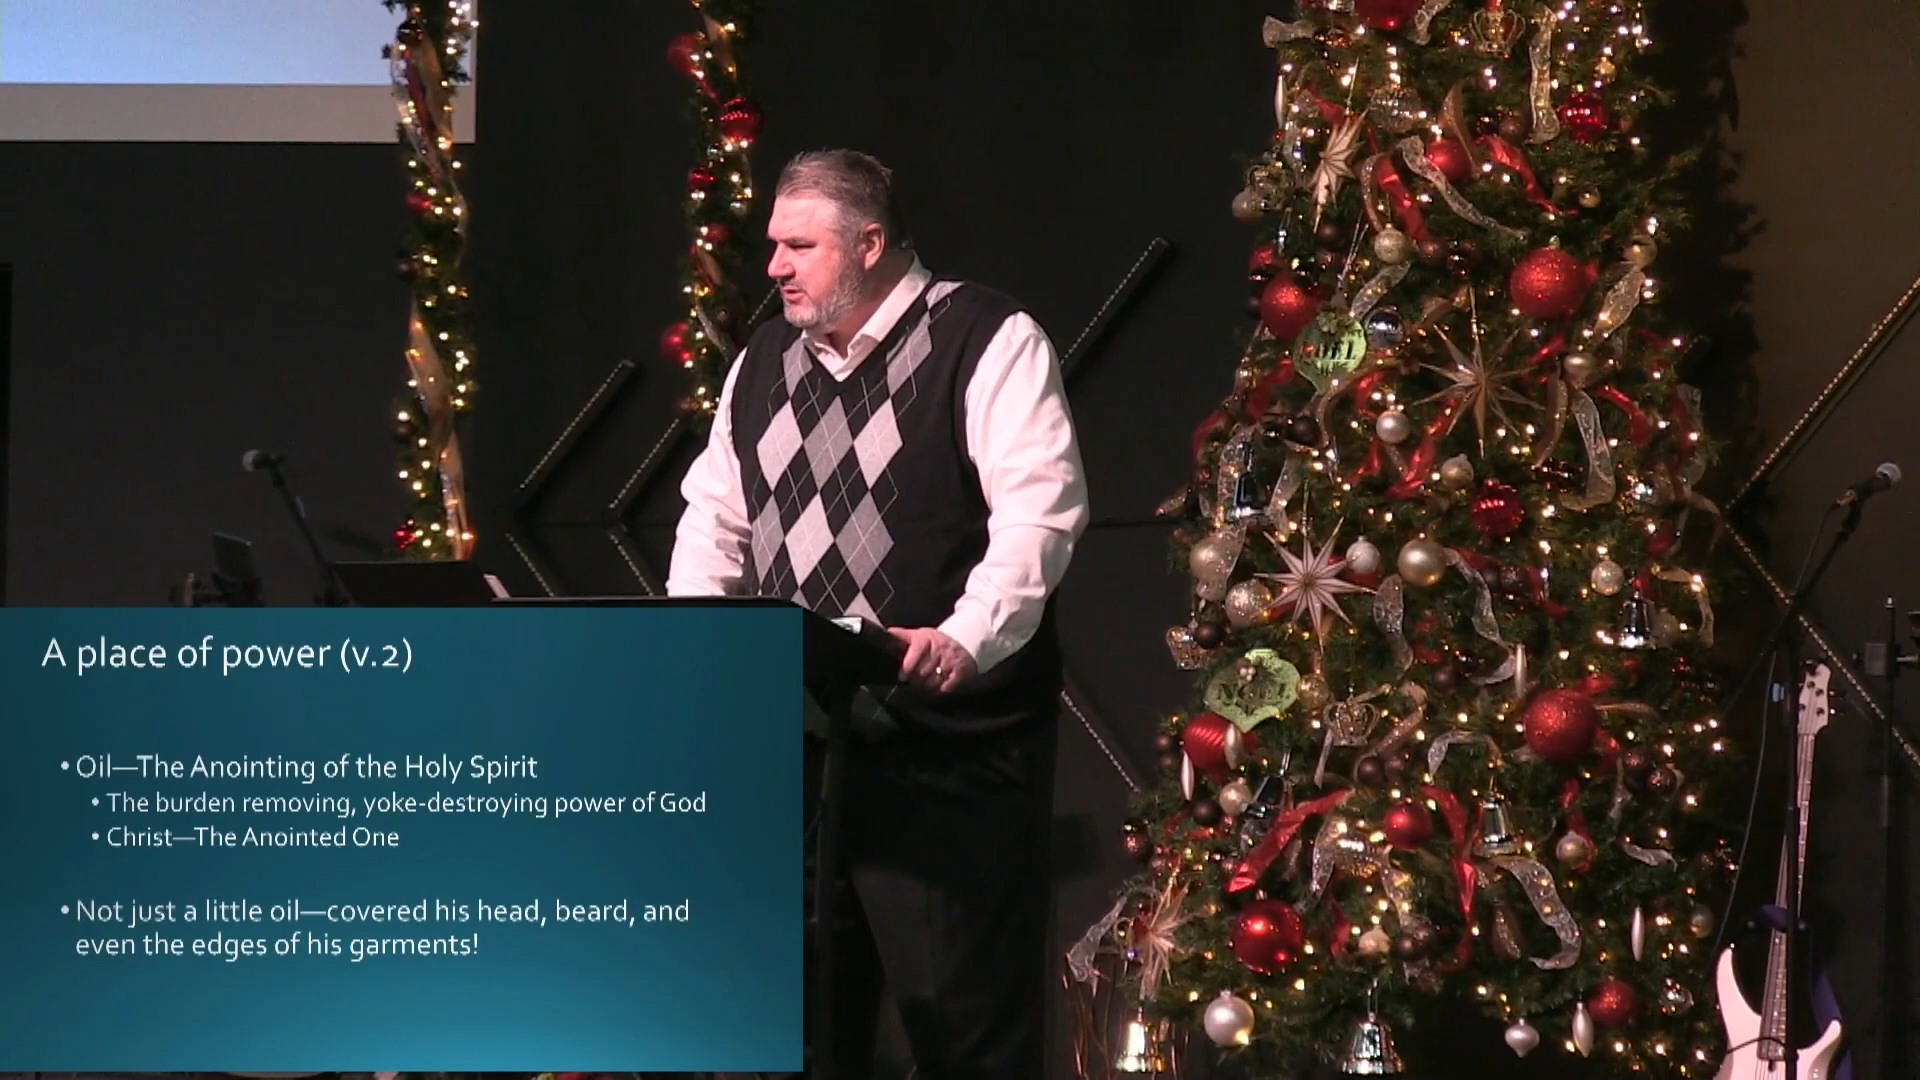 NOEL
A place of power (v.2)
NOEL
• Oil—The Anointing of the Holy Spirit
• The burden removing, yoke-destroying power of God
• Christ—The Anointed One
• Not just a little oil—covered his head, beard, and
even the edges of his garments!